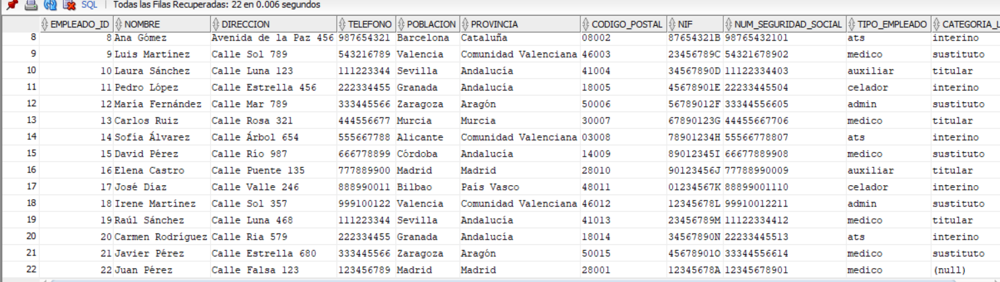 SQL | Todas las Filas Recuperadas: 22 en 0.006 segundos
EMPLEADO_ID NOMBRE DIRECCION TELEFONO POBLACION PROVINCIA CODIGO_POSTAL NIF NUM_SEGURIDAD_SOCIAL TIPO_EMPLEADO CATEGORIA_L
8 8 Ana Gómez Avenida de la Paz 456 987654321 Barcelona Cataluña 08002 87654321B 98765432101 ats interino
9 9 Luis Martínez Calle Sol 789 543216789 Valencia Comunidad Valenciana 46003 23456789C 54321678902 medico sustituto
10 10 Laura Sánchez Calle Luna 123 111223344 Sevilla Andalucía 41004 34567890D 11122334403 auxiliar titular
11 11 Pedro López Calle Estrella 456 222334455 Granada Andalucía 18005 45678901E 22233445504 celador interino
12 12 María Fernández Calle Mar 789 333445566 Zaragoza Aragón 50006 56789012F 33344556605 admin sustituto
13 13 Carlos Ruiz Calle Rosa 321 444556677 Murcia Murcia 30007 67890123G 44455667706 medico titular
14 14 Sofía Álvarez Calle Árbol 654 555667788 Alicante Comunidad Valenciana 03008 78901234H 55566778807 ats interino
15 15 David Pérez Calle Río 987 666778899 Córdoba Andalucía 14009 89012345I 66677889908 medico sustituto
16 16 Elena Castro Calle Puente 135 777889900 Madrid Madrid 28010 90123456J 77788990009 auxiliar titular
17 17 José Díaz Calle Valle 246 888990011 Bilbao País Vasco 48011 01234567K 88899001110 celador interino
18 18 Irene Martínez Calle Sol 357 999100122 Valencia Comunidad Valenciana 46012 12345678L 99910012211 admin sustituto
19 19 Raúl Sánchez Calle Luna 468 111223344 Sevilla Andalucía 41013 23456789M 11122334412 medico titular
20 20 Carmen Rodríguez Calle Ria 579 222334455 Granada Andalucía 18014 34567890N 22233445513 ats interino
21 21 Javier Pérez Calle Estrella 680 333445566 Zaragoza Aragón 50015 45678901O 33344556614 medico sustituto
22 22 Juan Pérez Calle Falsa 123 123456789 Madrid Madrid 28001 12345678A 12345678901 medico (null)